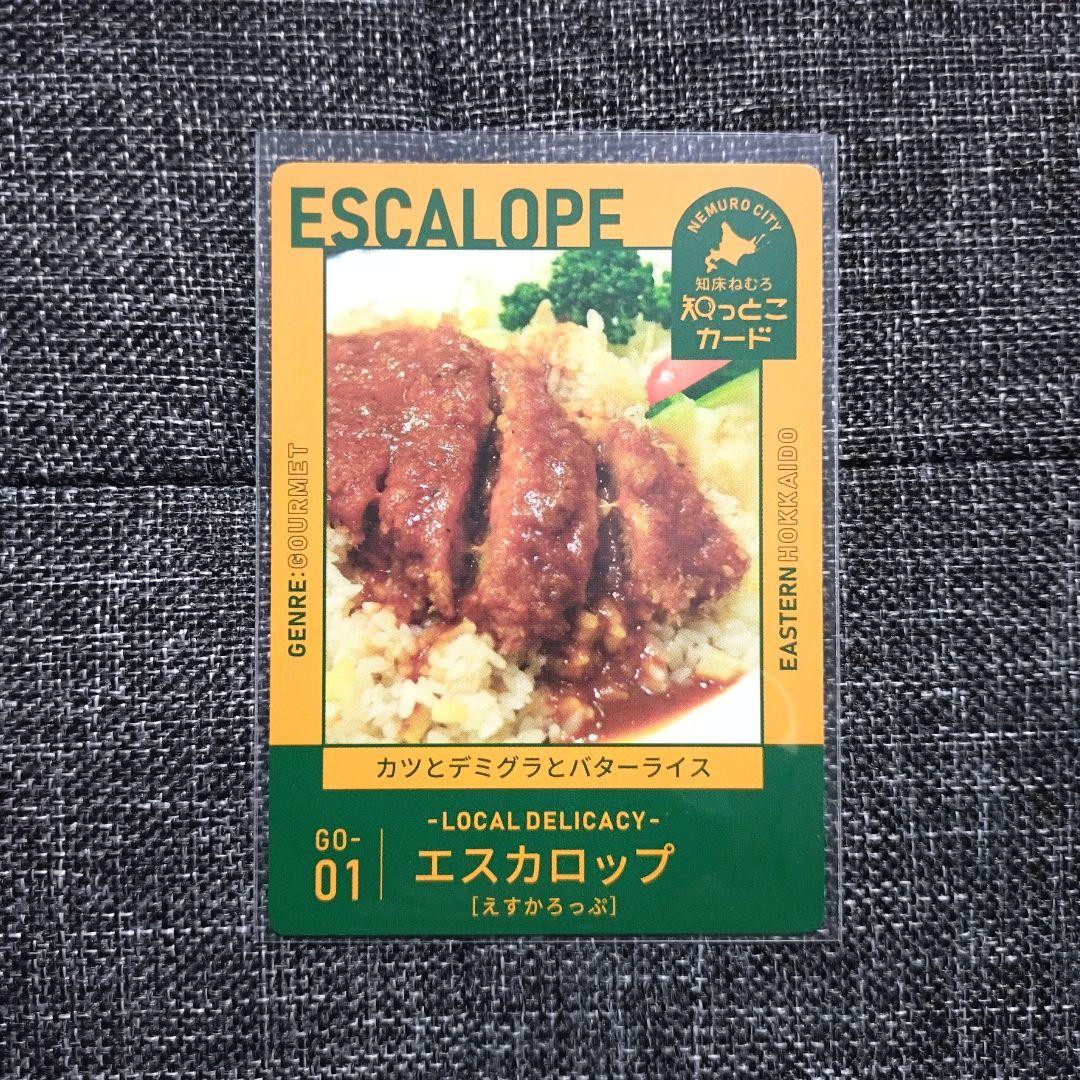 ESCALOPE
NEMURO CITY
知床ねむろ
知っとこ
カード
GENRE:GOURMET
EASTERN HOKKAIDO
カツとデミグラとバターライス
-LOCAL DELICACY-
GO-
01
エスカロップ
[えすかろっぷ]